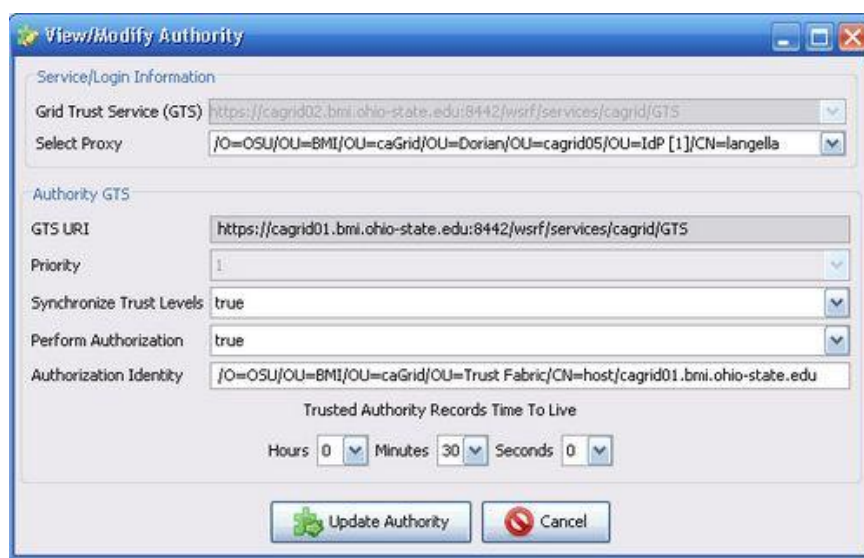 View/Modify Authority
Service/Login Information
Grid Trust Service (GTS) https://cagrid02.bmi.ohio-state.edu:8442/wsrf/services/cagrid/GTS
Select Proxy /O=OSU/OU=BMI/OU=caGrid/OU=Dorian/OU=cagrid05/OU=IdP [1]/CN=langella
Authority GTS
GTS URI https://cagrid01.bmi.ohio-state.edu:8442/wsrf/services/cagrid/GTS
Priority 1
Synchronize Trust Levels true
Perform Authorization true
Authorization Identity /O=OSU/OU=BMI/OU=caGrid/OU=Trust Fabric/CN=host/cagrid01.bmi.ohio-state.edu
Trusted Authority Records Time To Live
Hours 0 Minutes 30 Seconds 0
Update Authority Cancel